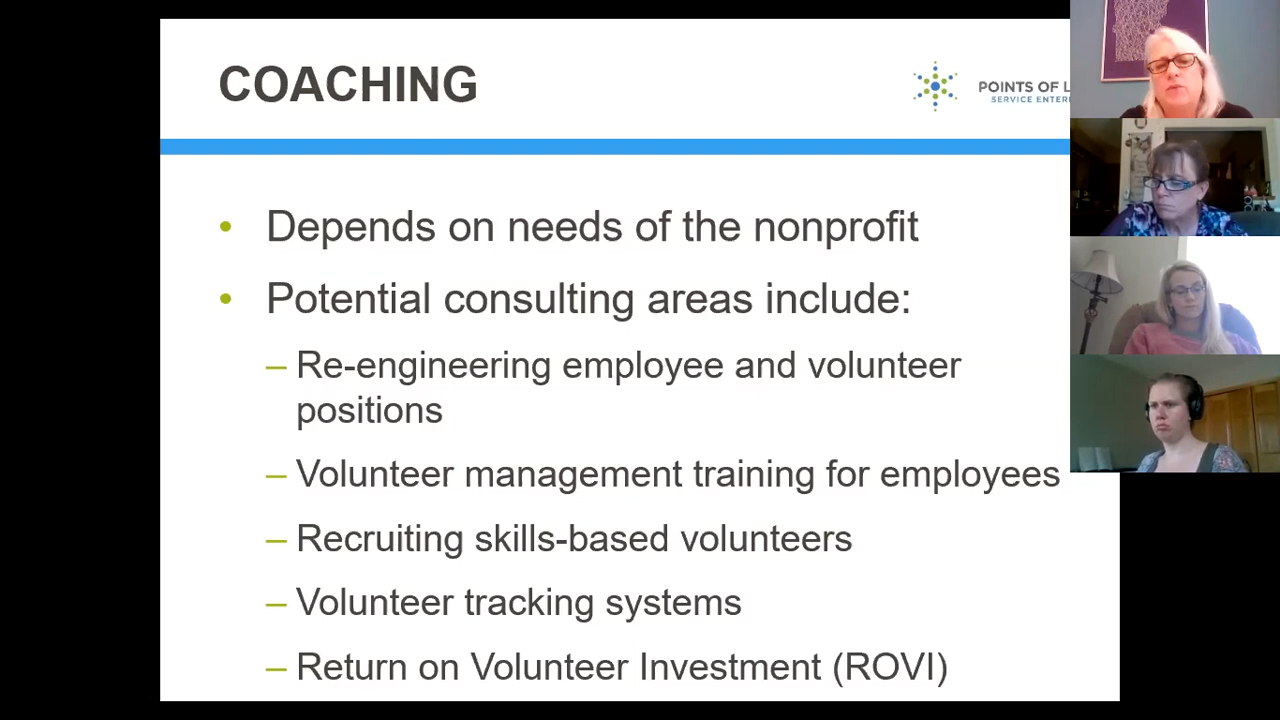 COACHING
POINTS OF
SERVICE
• Depends on needs of the nonprofit
• Potential consulting areas include:
– Re-engineering employee and volunteer
positions
– Volunteer management training for employees
– Recruiting skills-based volunteers
– Volunteer tracking systems
– Return on Volunteer Investment (ROVI)